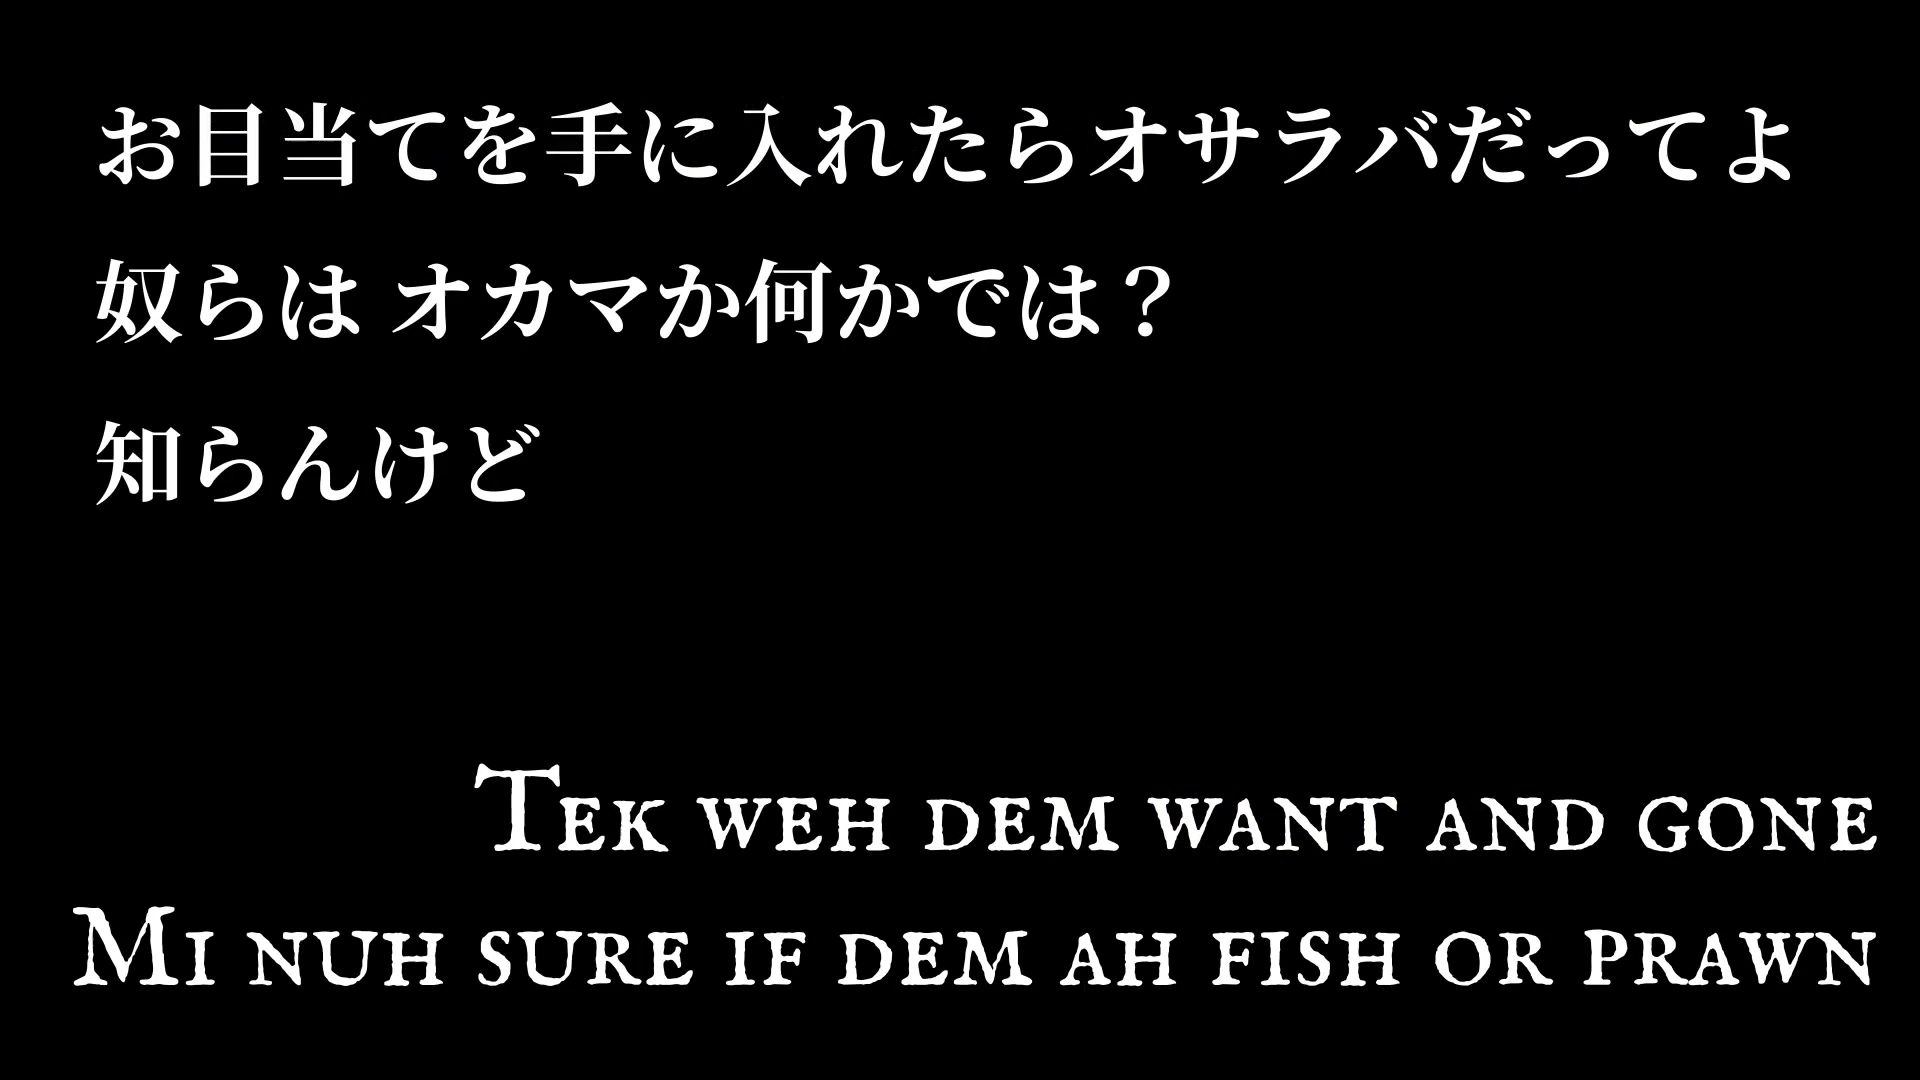 お目当てを手に入れたらオサラバだってよ
奴らは オカマか何かでは？
知らんけど
Tek weh dem want and gone
Mi nuh sure if dem ah fish or prawn